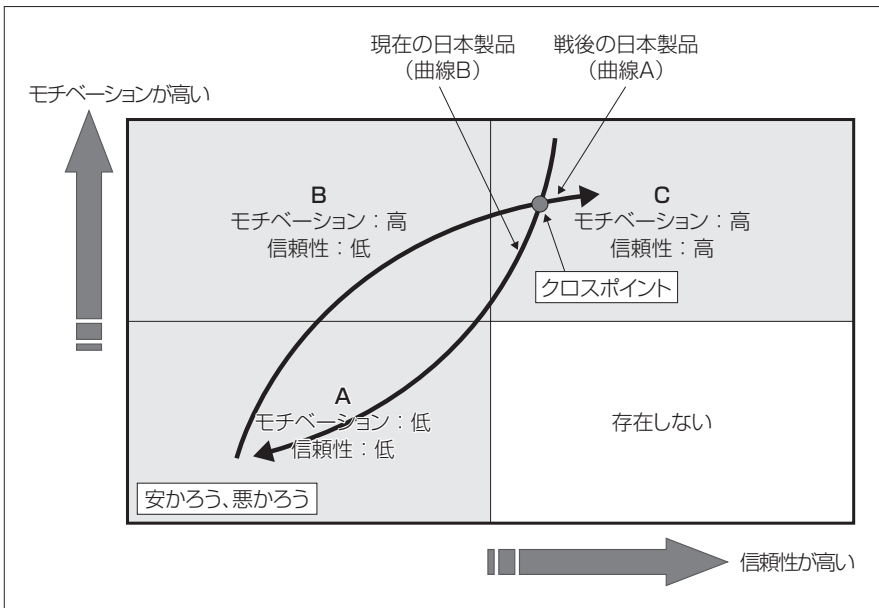 現在の日本製品
（曲線B）
戦後の日本製品
（曲線A）
モチベーションが高い
B
モチベーション：高
信頼性：低
C
モチベーション：高
信頼性：高
クロスポイント
A
モチベーション：低
信頼性：低
存在しない
安かろう、悪かろう
信頼性が高い